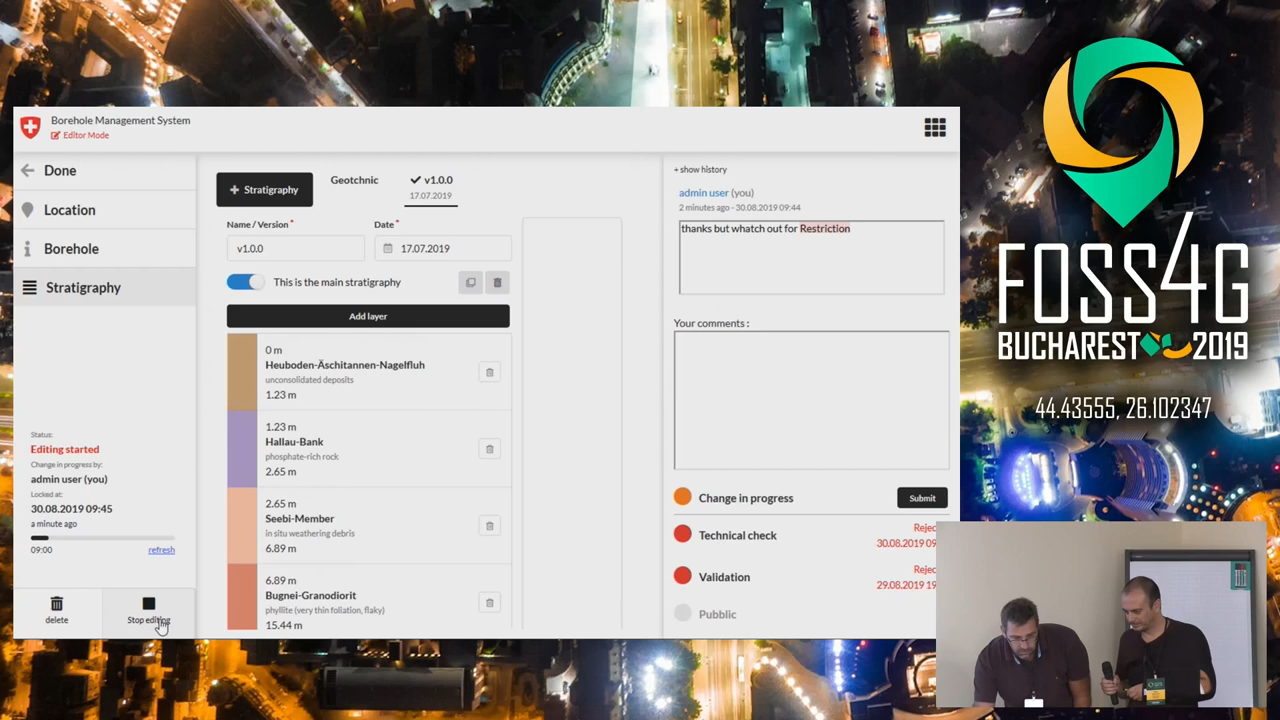 Borehole Management System
Editor Mode
Done
Location
Borehole
Stratigraphy
Status:
Editing started
Change in progress by:
admin user (you)
Locked at:
30.08.2019 09:45
a minute ago
09:00
refresh
delete
Stop editing
Stratigraphy
Geotchnic
v1.0.0
17.07.2019
Name / Version*
Date*
v1.0.0
17.07.2019
This is the main stratigraphy
Add layer
0 m
Heuboden-Äschitannen-Nagelfluh
unconsolidated deposits
1.23 m
1.23 m
Hallau-Bank
phosphate-rich rock
2.65 m
2.65 m
Seebi-Member
in situ weathering debris
6.89 m
6.89 m
Bugnei-Granodiorit
phyllite (very thin foliation, flaky)
15.44 m
+ show history
admin user (you)
2 minutes ago - 30.08.2019 09:44
thanks but whatch out for Restriction
Your comments :
Change in progress
Submit
Technical check
Rejec
30.08.2019 09
Validation
Rejec
29.08.2019 19
Pubblic
FOSS4G
BUCHAREST 2019
44.43555, 26.102347